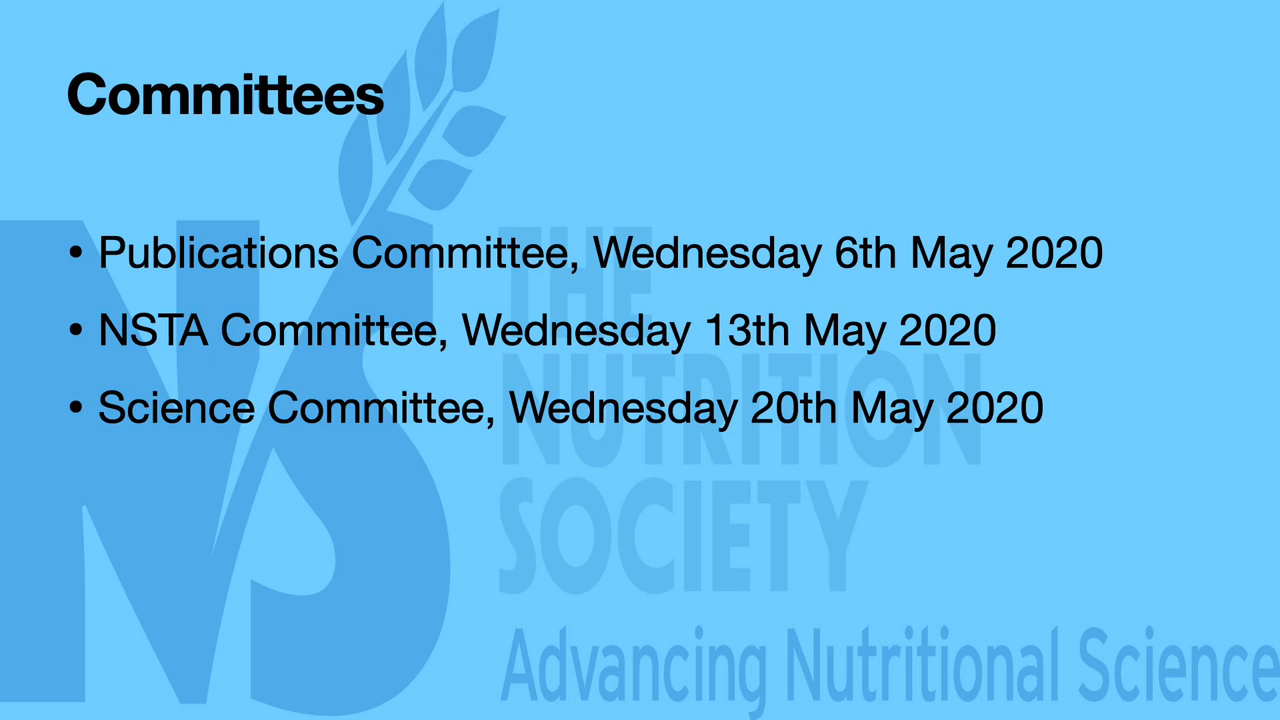 Committees
• Publications Committee, Wednesday 6th May 2020
• NSTA Committee, Wednesday 13th May 2020
• Science Committee, Wednesday 20th May 2020
NS
THE
NUTRITION
SOCIETY
Advancing Nutritional Science